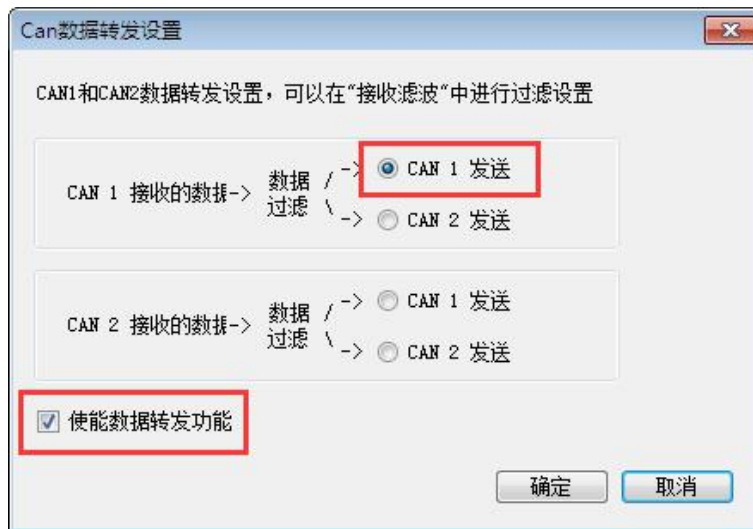 Can数据转发设置
CAN1和CAN2数据转发设置，可以在"接收滤波"中进行过滤设置
CAN 1 接收的数据-> 数据 / -> CAN 1 发送
过滤 \ -> CAN 2 发送
CAN 2 接收的数据-> 数据 / -> CAN 1 发送
过滤 \ -> CAN 2 发送
使能数据转发功能
确定 取消